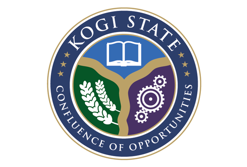 KOGI STATE
CONFLUENCE OF OPPORTUNITIES